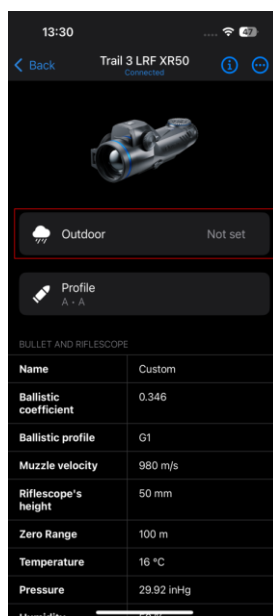 13:30
47
Back
Trail 3 LRF XR50
Connected
Outdoor
Not set
Profile
A · A
BULLET AND RIFLESCOPE
Name
Custom
Ballistic coefficient
0.346
Ballistic profile
G1
Muzzle velocity
980 m/s
Riflescope's height
50 mm
Zero Range
100 m
Temperature
16 °C
Pressure
29.92 inHg